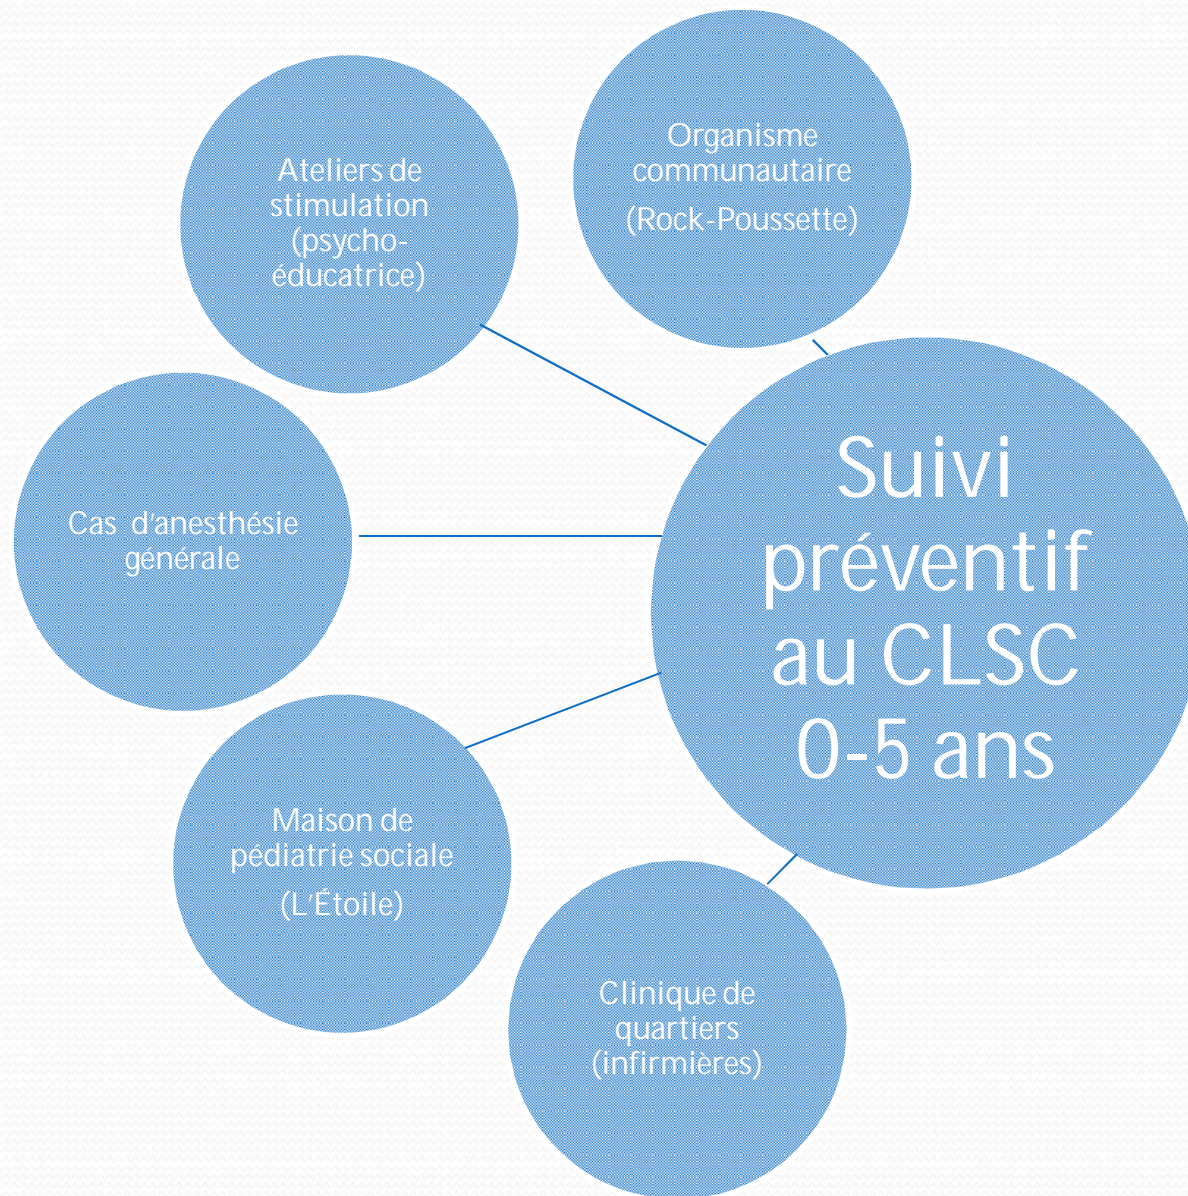 Organisme
communautaire
(Rock-Poussette)
Ateliers de
stimulation
(psycho-
éducatrice)
Suivi
préventif
au CLSC
0-5 ans
Cas d'anesthésie
générale
Maison de
pédiatrie sociale
(L'Étoile)
Clinique de
quartiers
(infirmières)